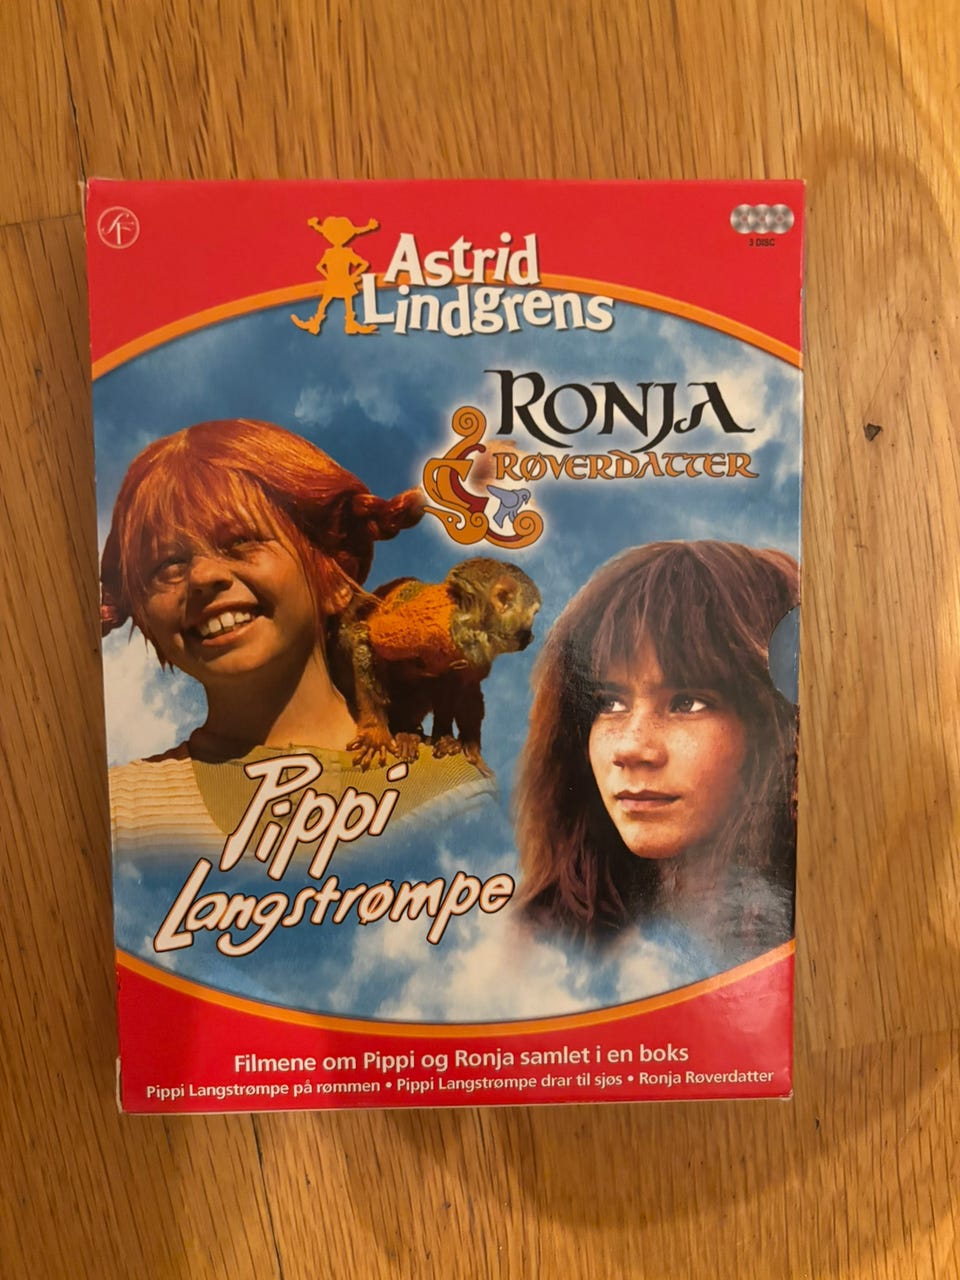 SF
3 DISC
Astrid
Lindgrens
RONJA
RØVERDATTER
Pippi
Langstrømpe
Filmene om Pippi og Ronja samlet i en boks
Pippi Langstrømpe på rømmen • Pippi Langstrømpe drar til sjøs • Ronja Røverdatter